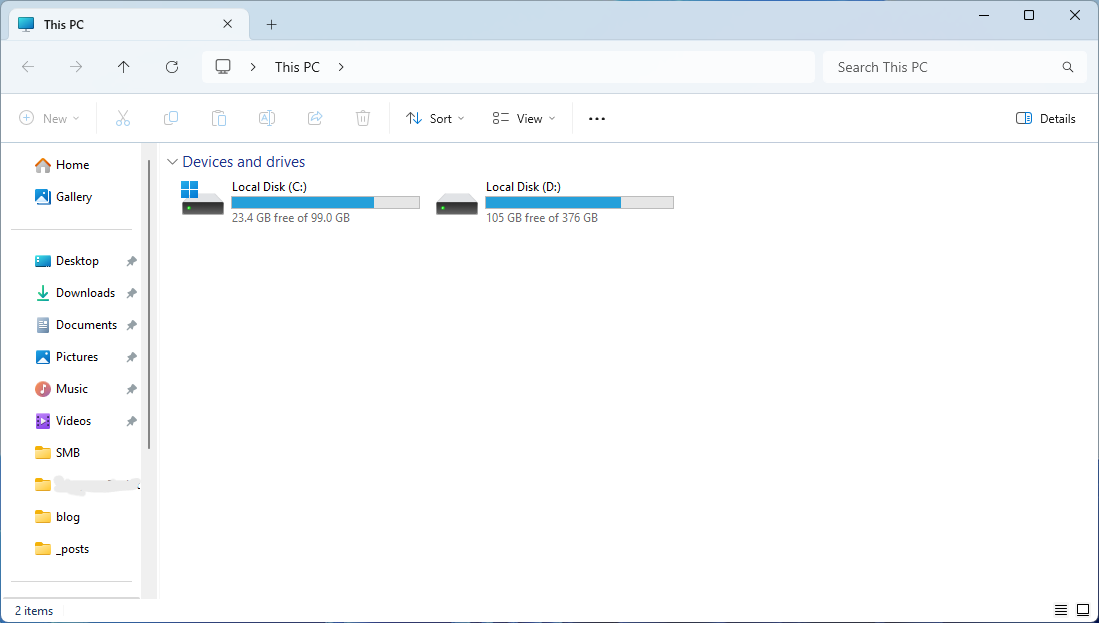 This PC
This PC
Search This PC
New
Sort
View
Details
Home
Gallery
Desktop
Downloads
Documents
Pictures
Music
Videos
SMB
blog
_posts
Devices and drives
Local Disk (C:)
23.4 GB free of 99.0 GB
Local Disk (D:)
105 GB free of 376 GB
2 items